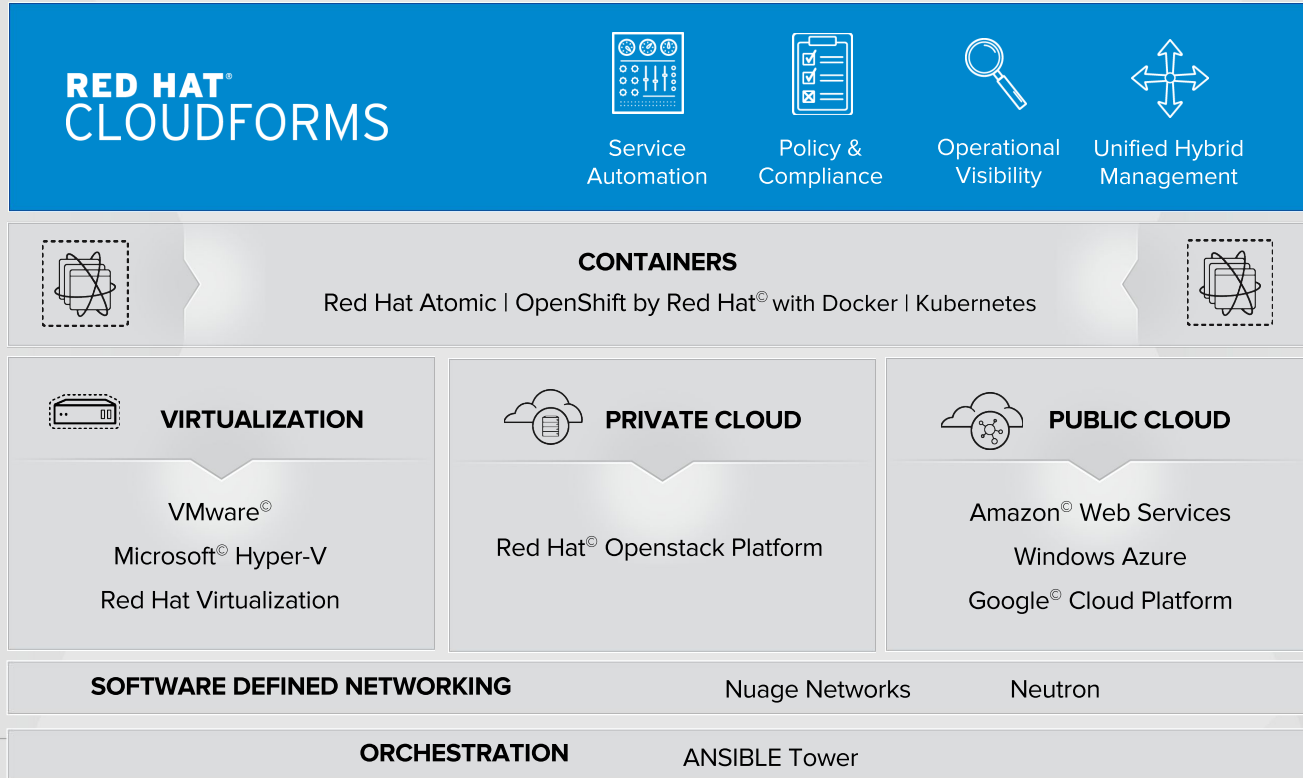 RED HAT®
CLOUDFORMS
Service
Automation
Policy &
Compliance
Operational
Visibility
Unified Hybrid
Management
CONTAINERS
Red Hat Atomic | OpenShift by Red Hat© with Docker | Kubernetes
VIRTUALIZATION
VMware©
Microsoft© Hyper-V
Red Hat Virtualization
PRIVATE CLOUD
Red Hat© Openstack Platform
PUBLIC CLOUD
Amazon© Web Services
Windows Azure
Google© Cloud Platform
SOFTWARE DEFINED NETWORKING Nuage Networks Neutron
ORCHESTRATION ANSIBLE Tower